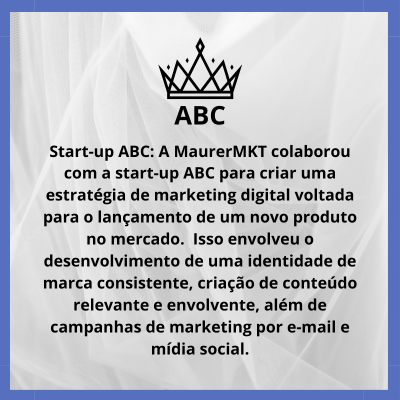 ABC
Start-up ABC: A MaurerMKT colaborou
com a start-up ABC para criar uma
estratégia de marketing digital voltada
para o lançamento de um novo produto
no mercado.  Isso envolveu o
desenvolvimento de uma identidade de
marca consistente, criação de conteúdo
relevante e envolvente, além de
campanhas de marketing por e-mail e
mídia social.